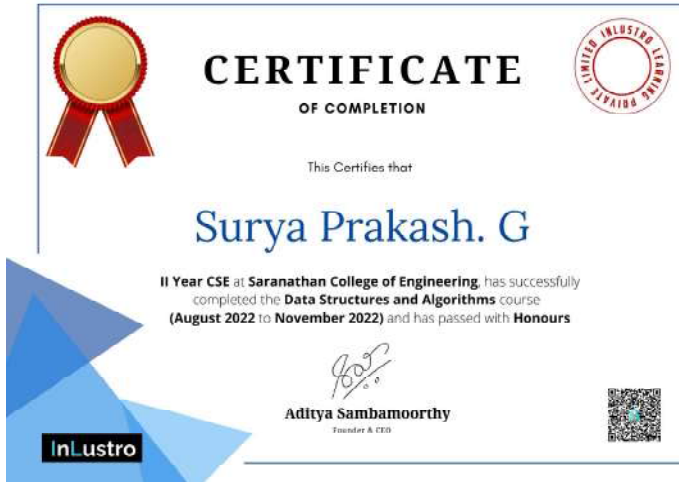 CERTIFICATE
OF COMPLETION
INLUSTRO LEARNING PRIVATE LIMITED
This Certifies that
Surya Prakash. G
II Year CSE at Saranathan College of Engineering, has successfully
completed the Data Structures and Algorithms course
(August 2022 to November 2022) and has passed with Honours
Aditya Sambamoorthy
Founder & CEO
InLustro